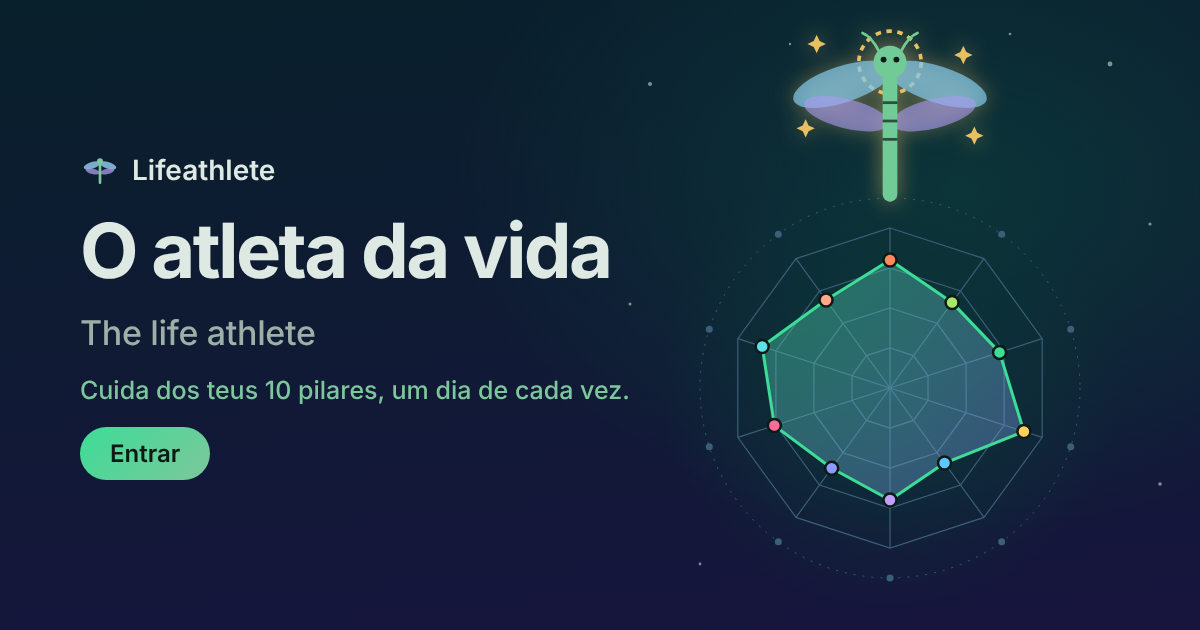 Lifeathlete
O atleta da vida
The life athlete
Cuida dos teus 10 pilares, um dia de cada vez.
Entrar